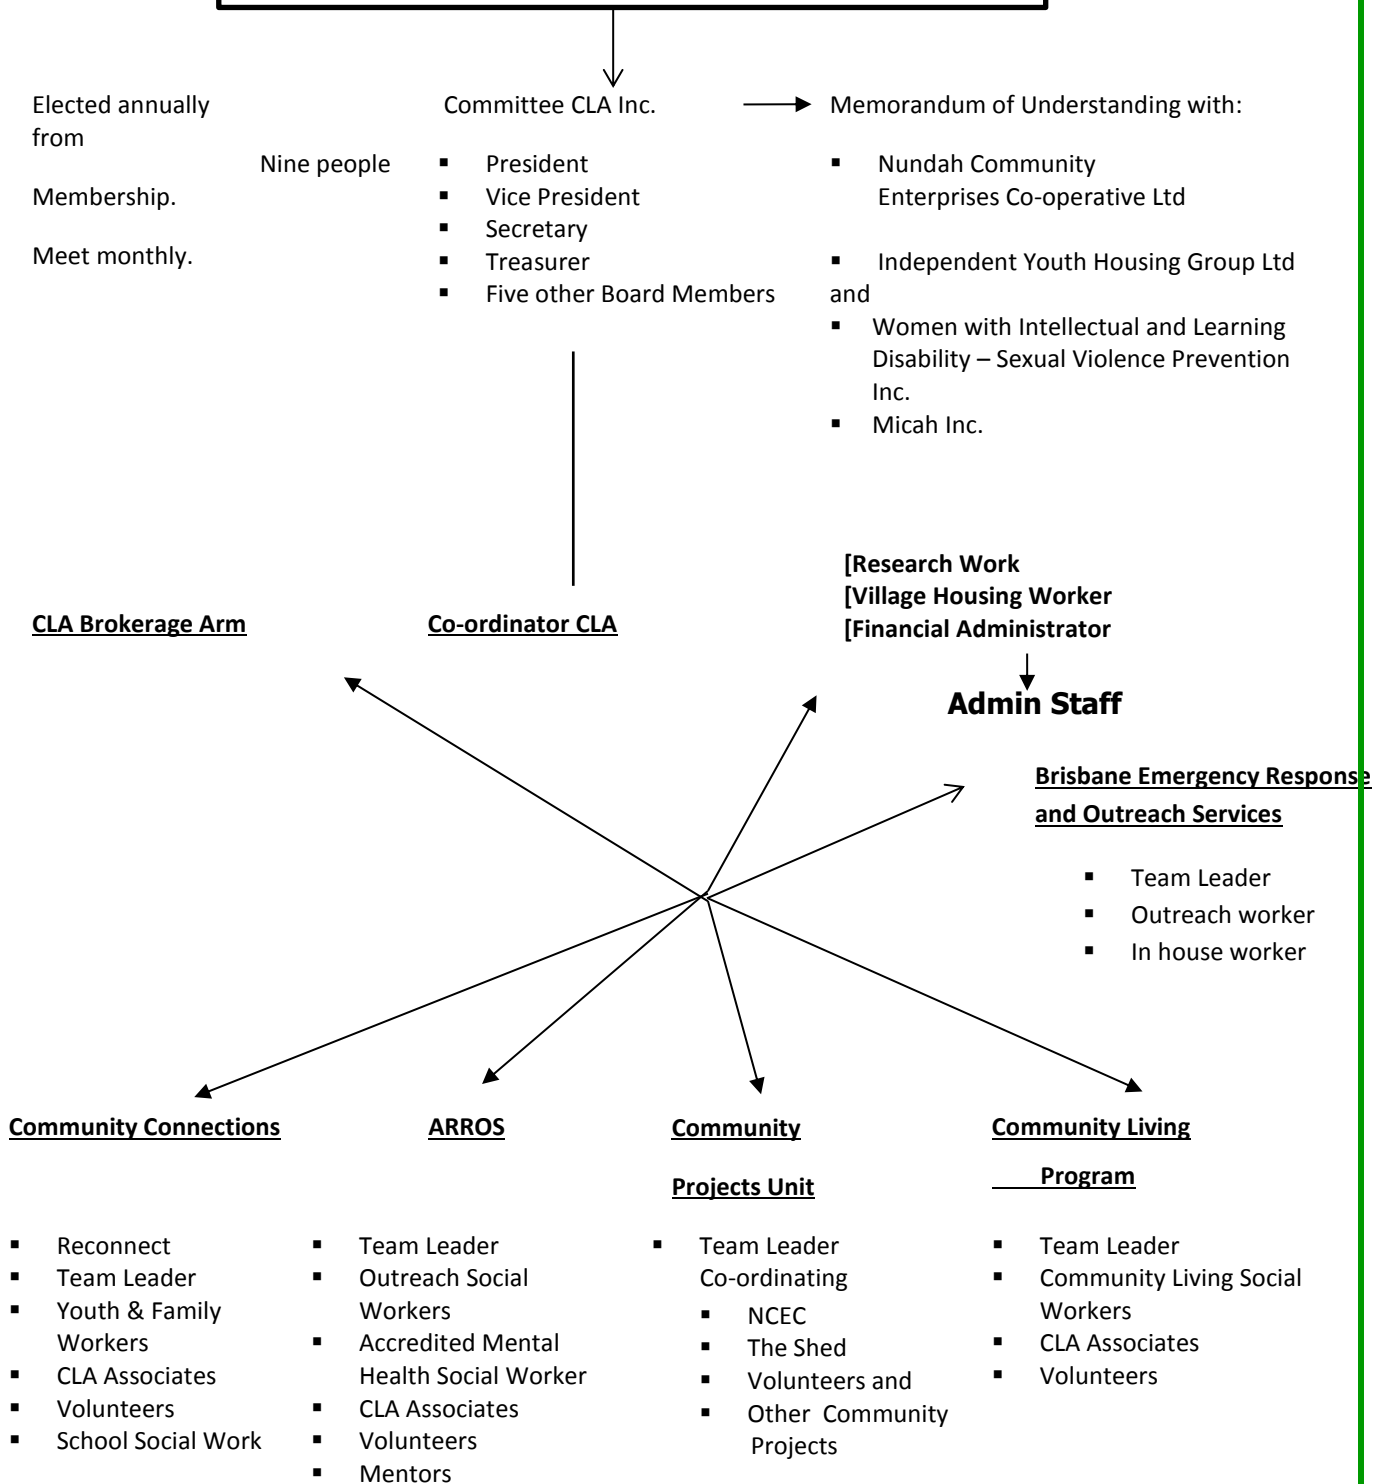 Elected annually
from
Nine people
Membership.
Meet monthly.
Committee CLA Inc.
▪ President
▪ Vice President
▪ Secretary
▪ Treasurer
▪ Five other Board Members
Memorandum of Understanding with:
▪ Nundah Community
Enterprises Co-operative Ltd
▪ Independent Youth Housing Group Ltd
and
▪ Women with Intellectual and Learning
Disability – Sexual Violence Prevention
Inc.
▪ Micah Inc.
CLA Brokerage Arm
Co-ordinator CLA
[Research Work
[Village Housing Worker
[Financial Administrator
Admin Staff
Brisbane Emergency Response
and Outreach Services
▪ Team Leader
▪ Outreach worker
▪ In house worker
Community Connections
▪ Reconnect
▪ Team Leader
▪ Youth & Family
Workers
▪ CLA Associates
▪ Volunteers
▪ School Social Work
ARROS
▪ Team Leader
▪ Outreach Social
Workers
▪ Accredited Mental
Health Social Worker
▪ CLA Associates
▪ Volunteers
▪ Mentors
Community
Projects Unit
▪ Team Leader
Co-ordinating
▪ NCEC
▪ The Shed
▪ Volunteers and
▪ Other Community
Projects
Community Living
Program
▪ Team Leader
▪ Community Living Social
Workers
▪ CLA Associates
▪ Volunteers